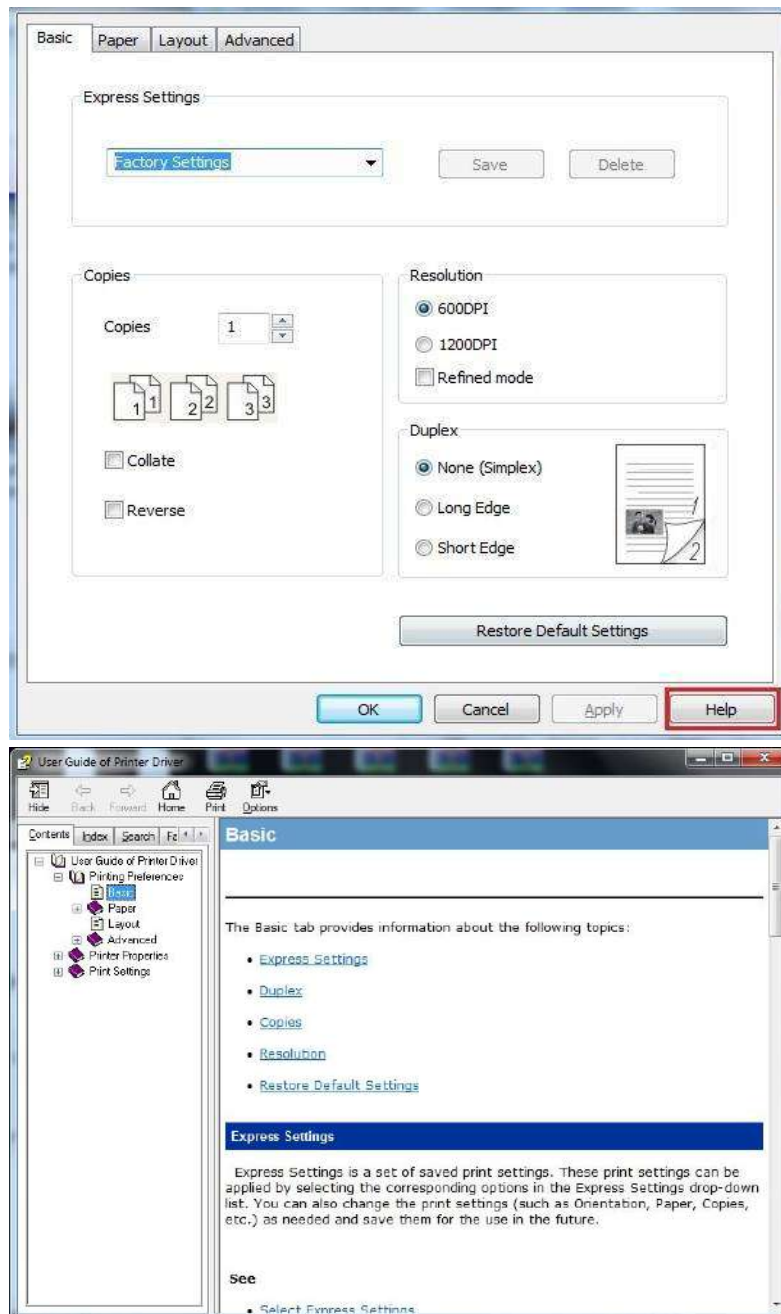 Basic Paper Layout Advanced
Express Settings
Factory Settings Save Delete
Copies
Copies 1
1 1 2 2 3 3
Collate
Reverse
Resolution
600DPI
1200DPI
Refined mode
Duplex
None (Simplex)
Long Edge
Short Edge
1
2
Restore Default Settings
OK Cancel Apply Help
User Guide of Printer Driver
Hide Back Forward Home Print Options
Contents Index Search
User Guide of Printer Driver
Printing Preferences
Basic
Paper
Layout
Advanced
Printer Properties
Print Settings
Basic
The Basic tab provides information about the following topics:
• Express Settings
• Duplex
• Copies
• Resolution
• Restore Default Settings
Express Settings
Express Settings is a set of saved print settings. These print settings can be
applied by selecting the corresponding options in the Express Settings drop-down
list. You can also change the print settings (such as Orientation, Paper, Copies,
etc.) as needed and save them for the use in the future.
See
• Select Express Settings